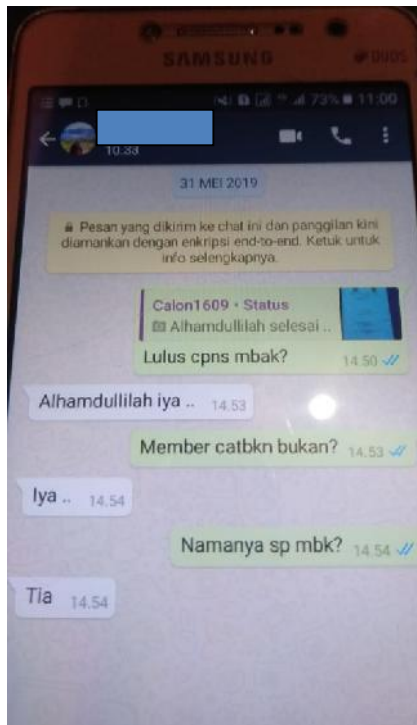 SAMSUNG
DUOS
73% 11:00
10.33
31 MEI 2019
Pesan yang dikirim ke chat ini dan panggilan kini
diamankan dengan enkripsi end-to-end. Ketuk untuk
info selengkapnya.
Calon1609 • Status
Alhamdullilah selesai ..
Lulus cpns mbak? 14.50
Alhamdullilah iya .. 14.53
Member catbkn bukan? 14.53
Iya .. 14.54
Namanya sp mbk? 14.54
Tia 14.54